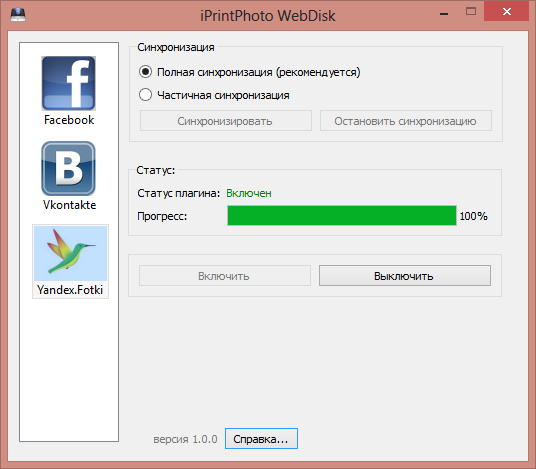 iPrintPhoto WebDisk
Facebook
Vkontakte
Yandex.Fotki
Синхронизация
Полная синхронизация (рекомендуется)
Частичная синхронизация
Синхронизировать
Остановить синхронизацию
Статус:
Статус плагина: Включен
Прогресс: 100%
Включить
Выключить
версия 1.0.0
Справка...